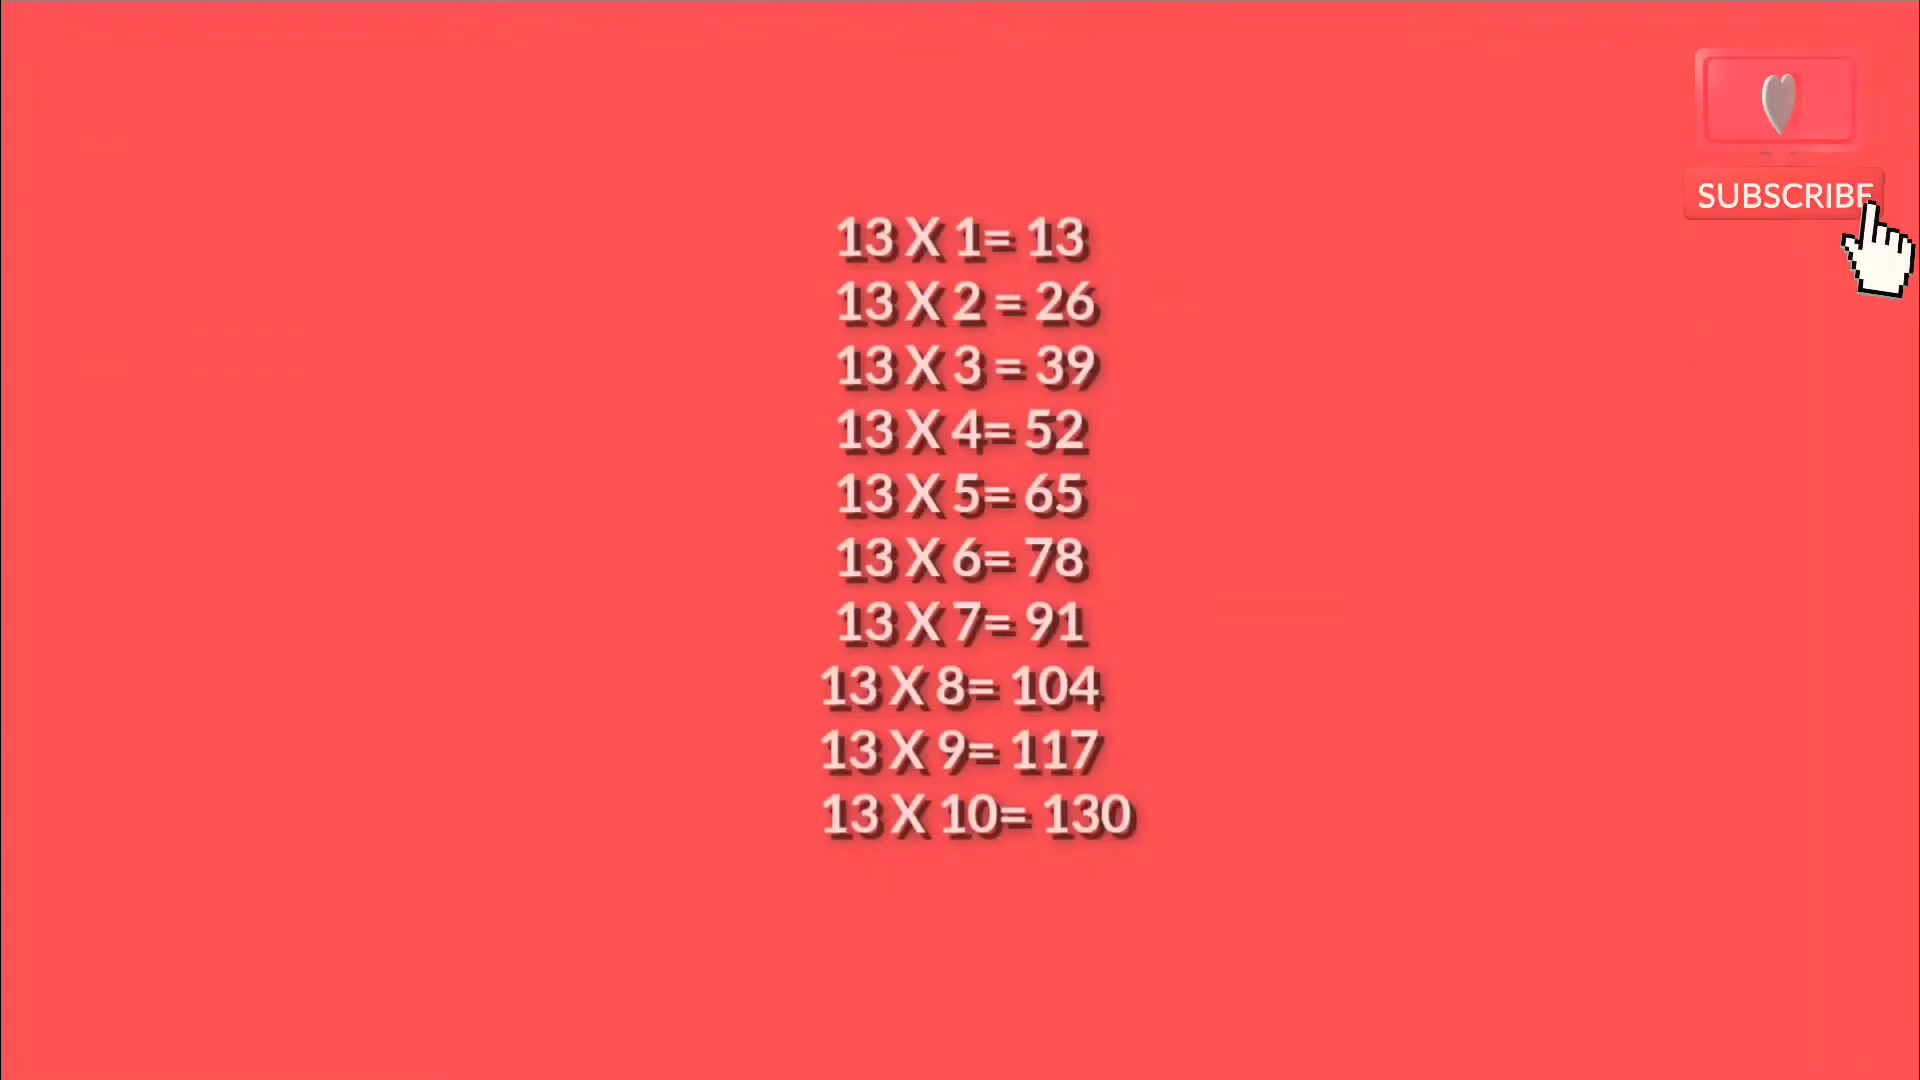 SUBSCRIBE
13 X 1= 13
13 X 2 = 26
13 X 3 = 39
13 X 4= 52
13 X 5= 65
13 X 6= 78
13 X 7= 91
13 X 8= 104
13 X 9= 117
13 X 10= 130